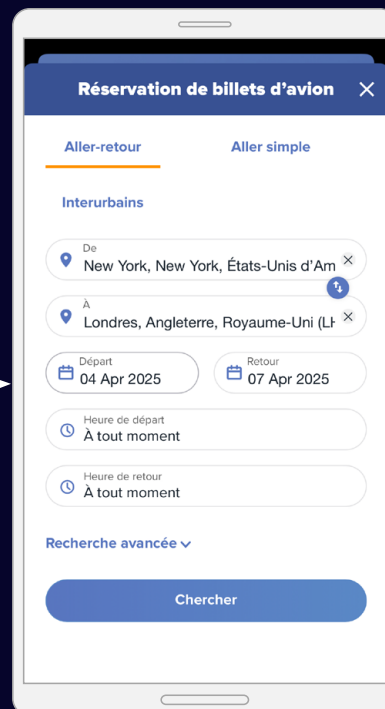 Réservation de billets d’avion
Aller-retour Aller simple
Interurbains
De
New York, New York, États-Unis d’Am
À
Londres, Angleterre, Royaume-Uni (LH
Départ Retour
04 Apr 2025 07 Apr 2025
Heure de départ
À tout moment
Heure de retour
À tout moment
Recherche avancée
Chercher